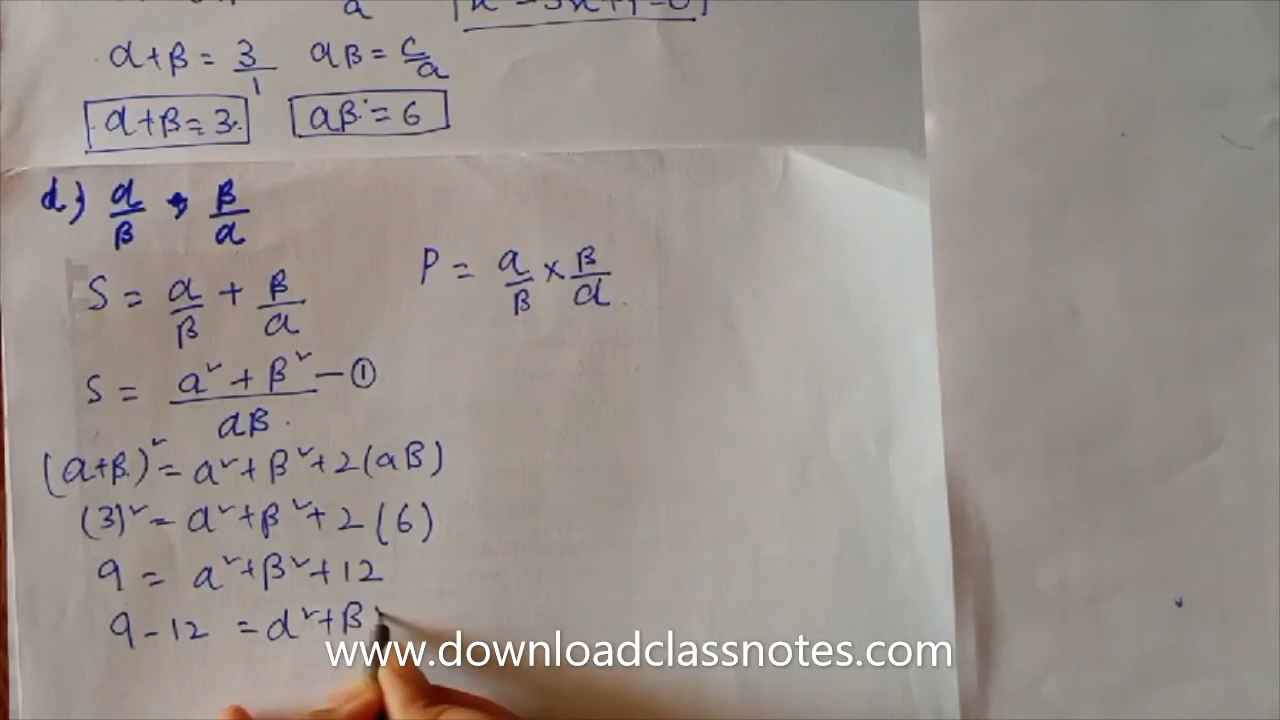 α+β = 3/1 αβ = c/a
α+β = 3. αβ = 6
d) α/β , β/α
S = α/β + β/α P = α/β × β/α
S = α²+β²/αβ – ①
(α+β)² = α²+β²+2(αβ)
(3)² = α²+β²+2(6)
9 = α²+β²+12
9-12 = α²+β
www.downloadclassnotes.com